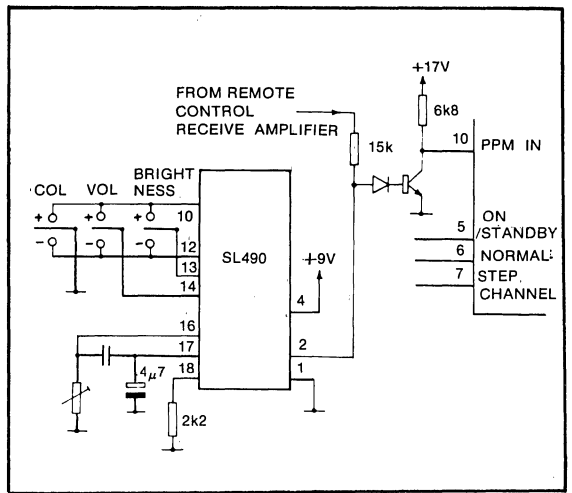 +17V
FROM REMOTE
CONTROL
RECEIVE AMPLIFIER
6k8
15k
10
PPM IN
COL
VOL
BRIGHT
NESS
+
+
+
-
-
-
10
12
13
14
16
17
18
SL490
4
2
1
+9V
5
ON
/STANDBY
6
NORMAL
7
STEP
CHANNEL
4µ7
2k2